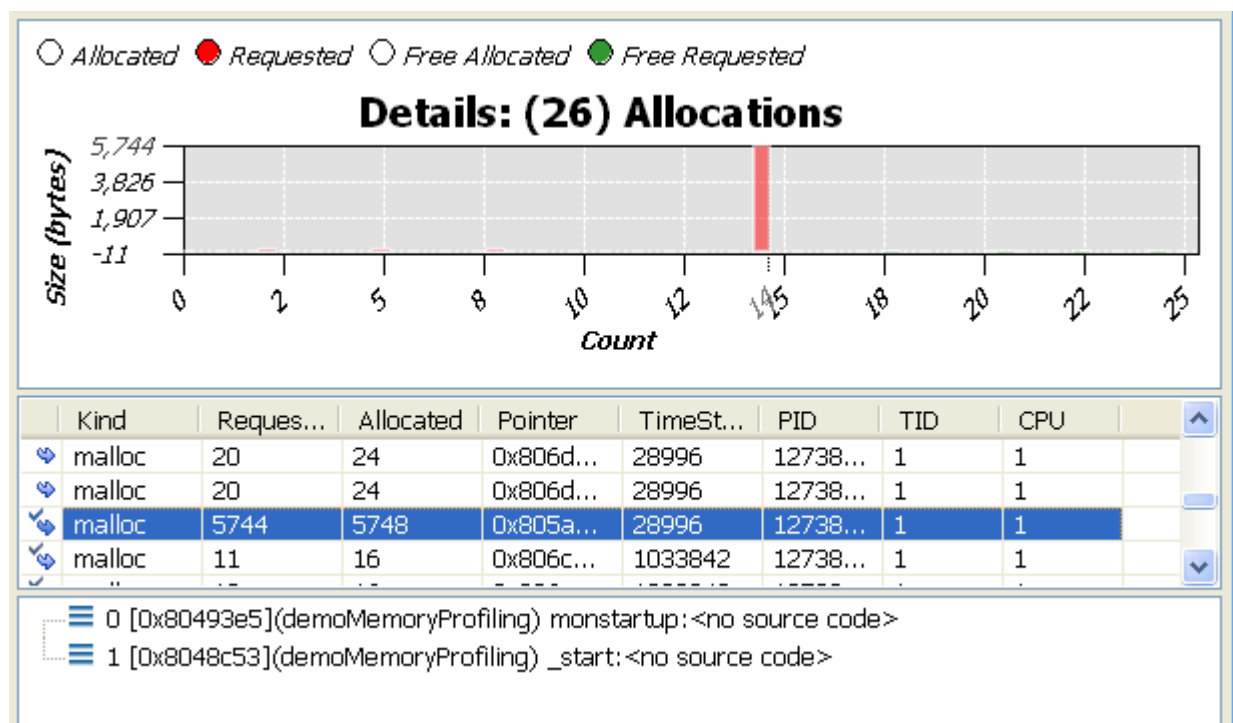 Allocated Requested Free Allocated Free Requested
Details: (26) Allocations
Size (bytes)
5,744
3,826
1,907
-11
0 2 5 8 10 12 14 15 18 20 22 25
Count
Kind Reques... Allocated Pointer TimeSt... PID TID CPU
malloc 20 24 0x806d... 28996 12738... 1 1
malloc 20 24 0x806d... 28996 12738... 1 1
malloc 5744 5748 0x805a... 28996 12738... 1 1
malloc 11 16 0x806c... 1033842 12738... 1 1
0 [0x80493e5](demoMemoryProfiling) monstartup:<no source code>
1 [0x8048c53](demoMemoryProfiling) _start:<no source code>